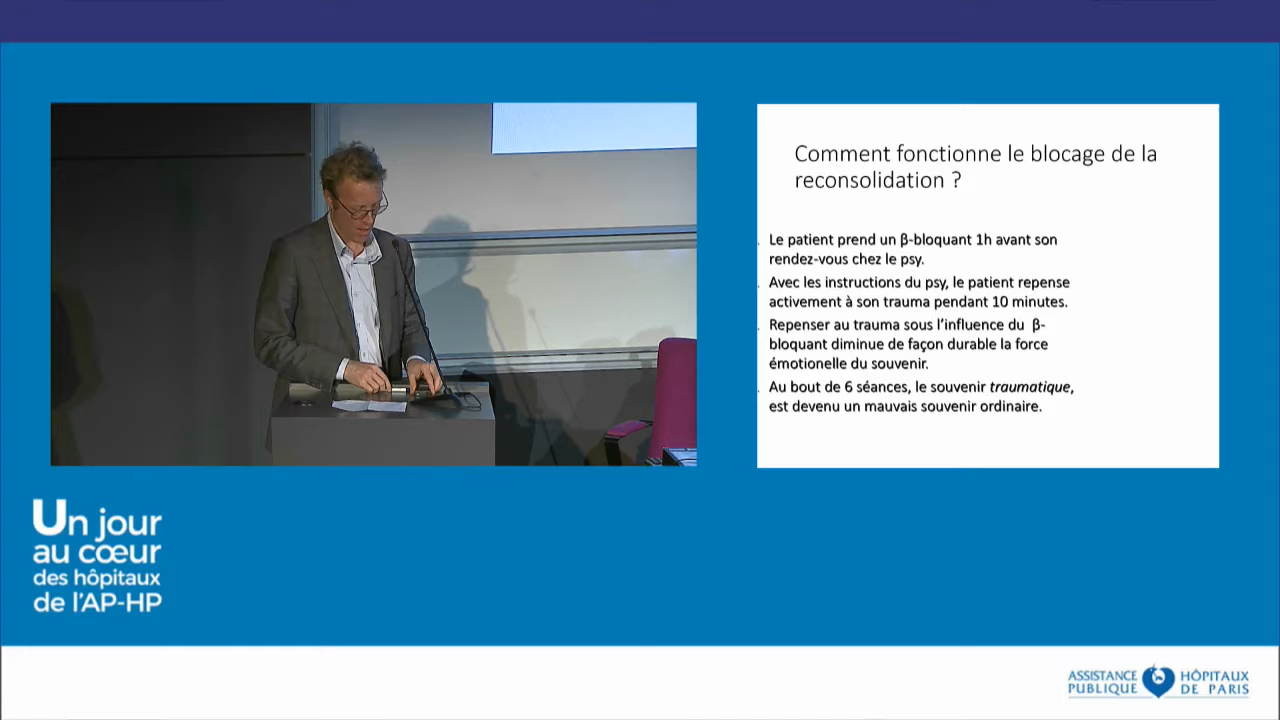 Comment fonctionne le blocage de la
reconsolidation ?
Le patient prend un β-bloquant 1h avant son
rendez-vous chez le psy.
Avec les instructions du psy, le patient repense
activement à son trauma pendant 10 minutes.
Repenser au trauma sous l'influence du β-
bloquant diminue de façon durable la force
émotionelle du souvenir.
Au bout de 6 séances, le souvenir traumatique,
est devenu un mauvais souvenir ordinaire.
Un jour
au cœur
des hôpitaux
de l'AP-HP
ASSISTANCE HÔPITAUX
PUBLIQUE DE PARIS